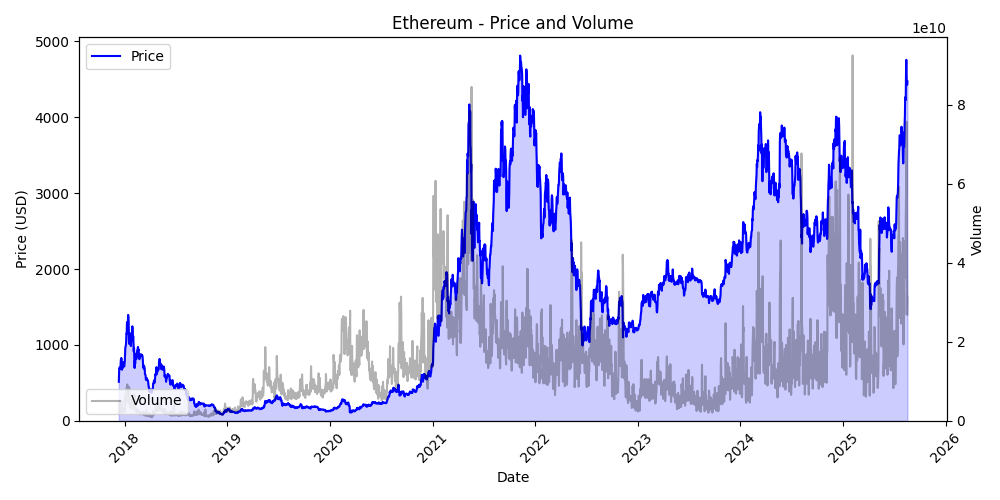 Ethereum - Price and Volume
1e10
Price
Volume
5000
4000
3000
2000
1000
0
Price (USD)
8
6
4
2
0
Volume
2018
2019
2020
2021
2022
2023
2024
2025
2026
Date